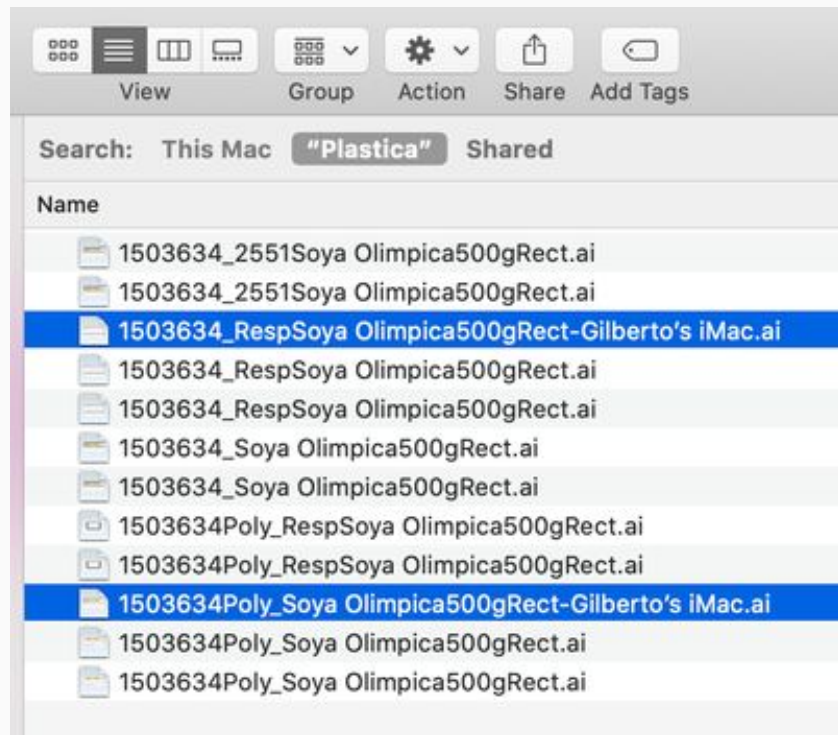 View Group Action Share Add Tags
Search: This Mac “Plastica” Shared
Name
1503634_2551Soya Olimpica500gRect.ai
1503634_2551Soya Olimpica500gRect.ai
1503634_RespSoya Olimpica500gRect-Gilberto’s iMac.ai
1503634_RespSoya Olimpica500gRect.ai
1503634_RespSoya Olimpica500gRect.ai
1503634_Soya Olimpica500gRect.ai
1503634_Soya Olimpica500gRect.ai
1503634Poly_RespSoya Olimpica500gRect.ai
1503634Poly_RespSoya Olimpica500gRect.ai
1503634Poly_Soya Olimpica500gRect-Gilberto’s iMac.ai
1503634Poly_Soya Olimpica500gRect.ai
1503634Poly_Soya Olimpica500gRect.ai